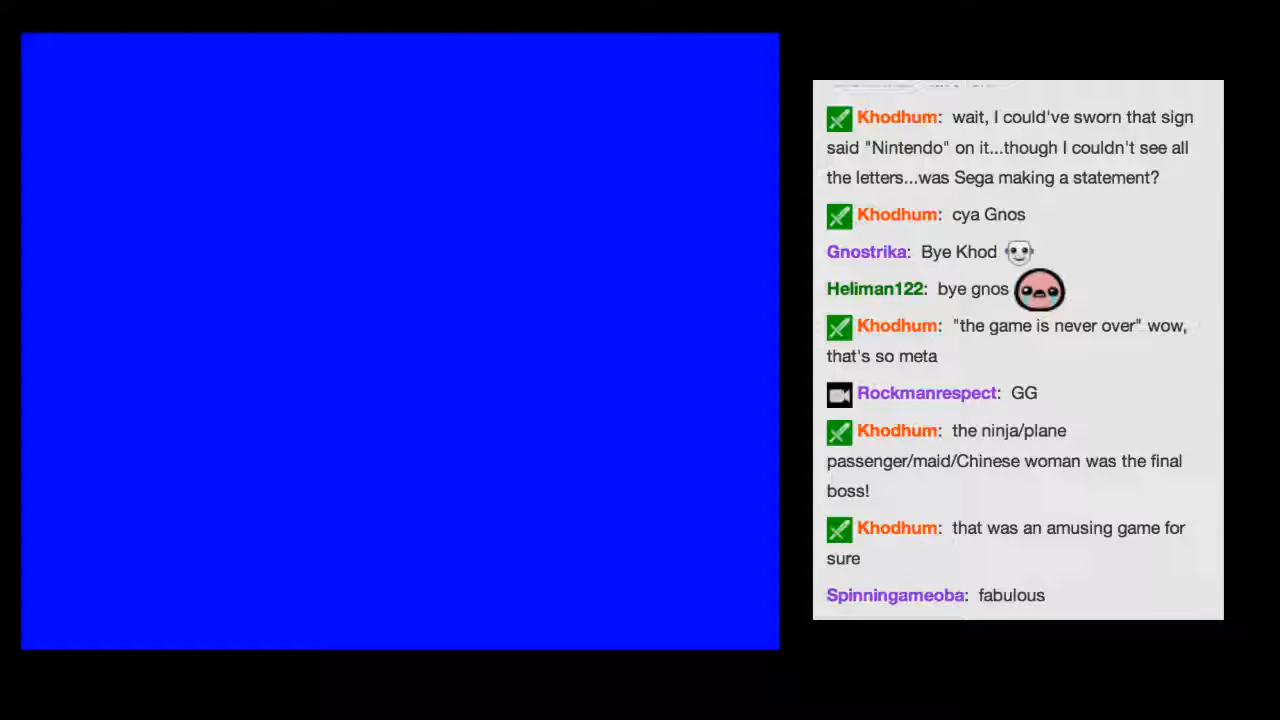 Khodhum: wait, I could've sworn that sign
said "Nintendo" on it...though I couldn't see all
the letters...was Sega making a statement?
Khodhum: cya Gnos
Gnostrika: Bye Khod
Heliman122: bye gnos
Khodhum: "the game is never over" wow,
that's so meta
Rockmanrespect: GG
Khodhum: the ninja/plane
passenger/maid/Chinese woman was the final
boss!
Khodhum: that was an amusing game for
sure
Spinningameoba: fabulous